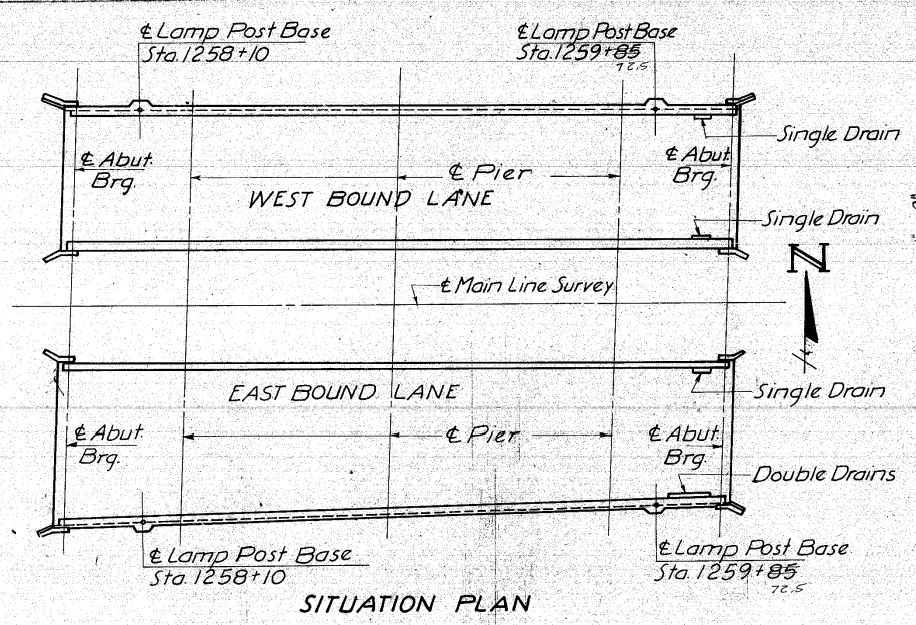 ℄ Lamp Post Base
Sta. 1258+10
℄ Lamp Post Base
Sta. 1259+85
72.5
Single Drain
℄ Abut.
Brg.
℄ Pier
℄ Abut.
Brg.
WEST BOUND LANE
Single Drain
N
℄ Main Line Survey
EAST BOUND LANE
Single Drain
℄ Abut.
Brg.
℄ Pier
℄ Abut.
Brg.
Double Drains
℄ Lamp Post Base
Sta. 1258+10
℄ Lamp Post Base
Sta. 1259+85
72.5
SITUATION PLAN